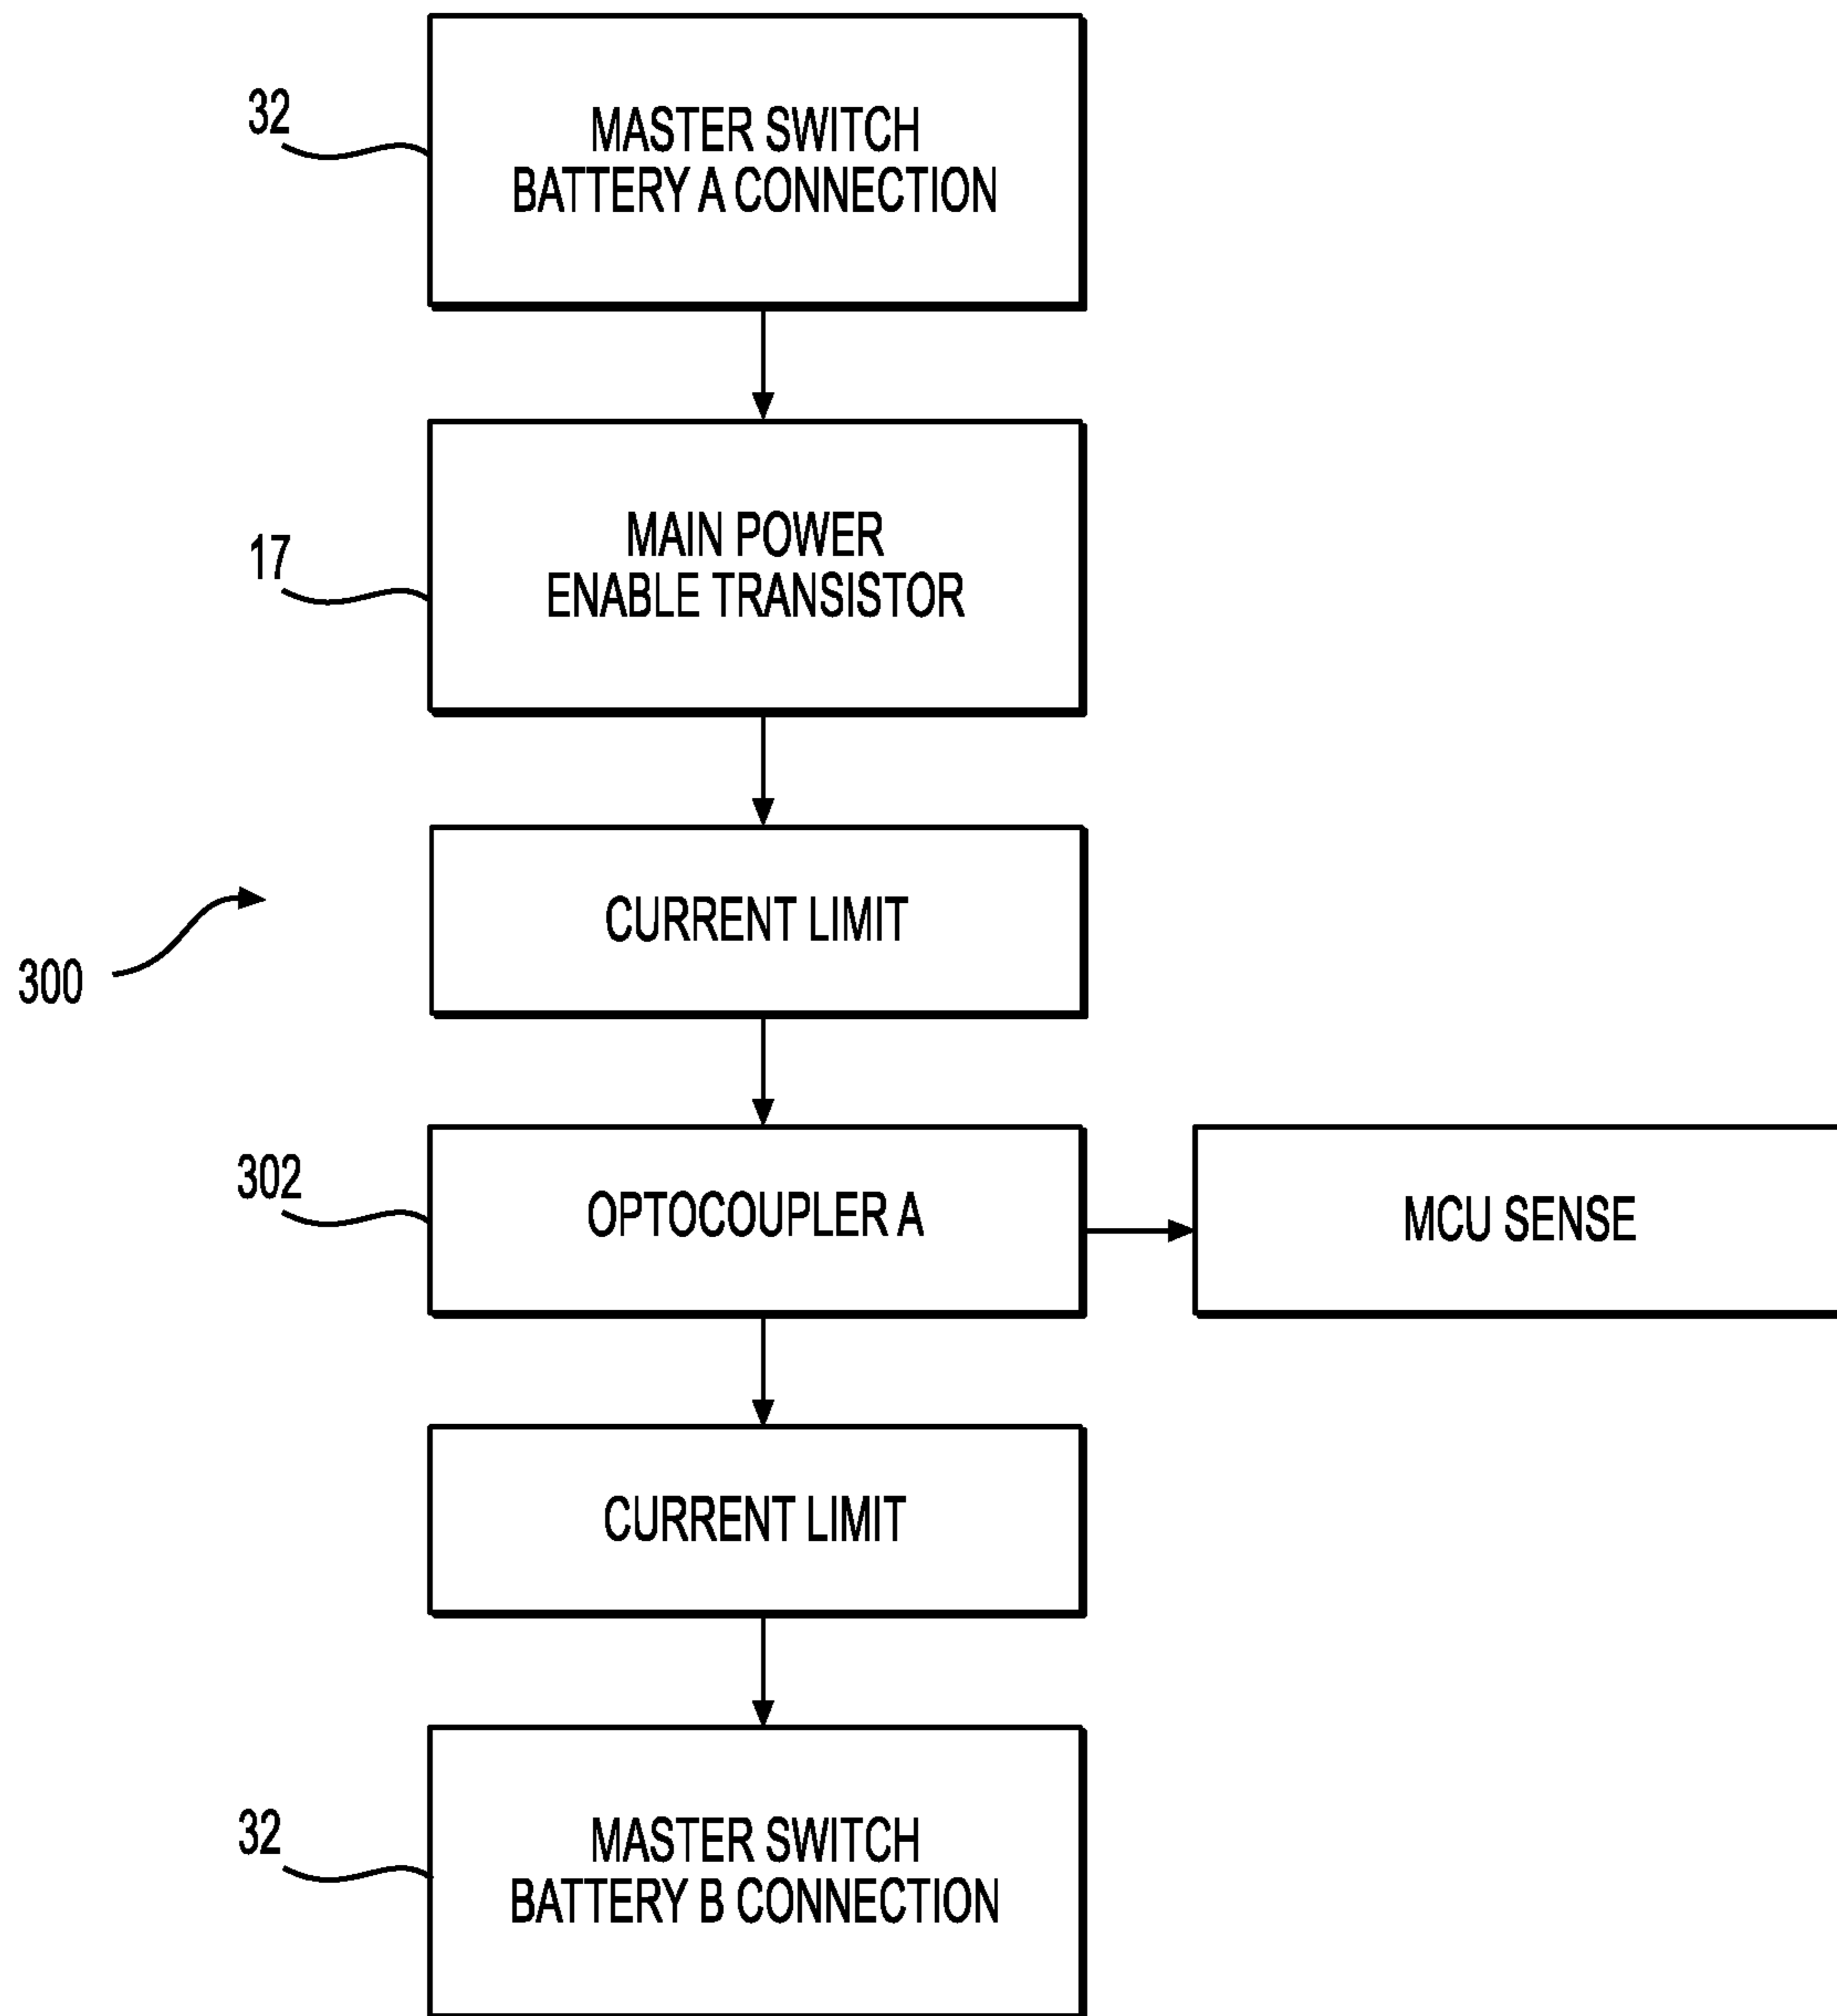 32
MASTER SWITCH
BATTERY A CONNECTION
17
MAIN POWER
ENABLE TRANSISTOR
CURRENT LIMIT
300
302
OPTOCOUPLER A
MCU SENSE
CURRENT LIMIT
32
MASTER SWITCH
BATTERY B CONNECTION